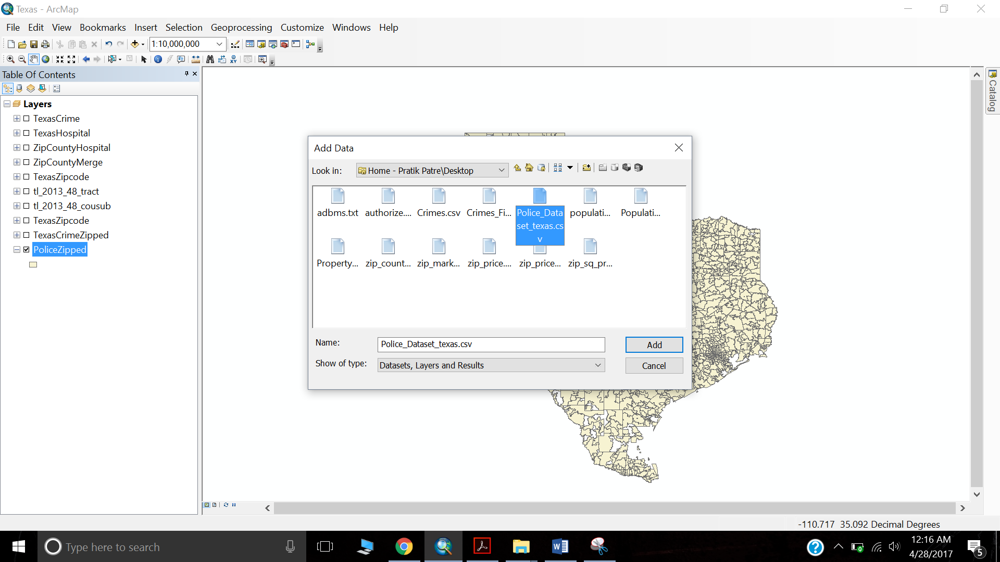 Texas - ArcMap
File Edit View Bookmarks Insert Selection Geoprocessing Customize Windows Help
1:10,000,000
Table Of Contents
Layers
TexasCrime
TexasHospital
ZipCountyHospital
ZipCountyMerge
TexasZipcode
tl_2013_48_tract
tl_2013_48_cousub
TexasZipcode
TexasCrimeZipped
PoliceZipped
Add Data
Look in: Home - Pratik Patre\Desktop
adbms.txt authorize.... Crimes.csv Crimes_Fi... Police_Data populati... Populati...
set_texas.cs
v
Property... zip_count... zip_mark... zip_price.... zip_price... zip_sq_pr...
Name: Police_Dataset_texas.csv Add
Show of type: Datasets, Layers and Results Cancel
Catalog
-110.717 35.092 Decimal Degrees
Type here to search
12:16 AM
4/28/2017
5